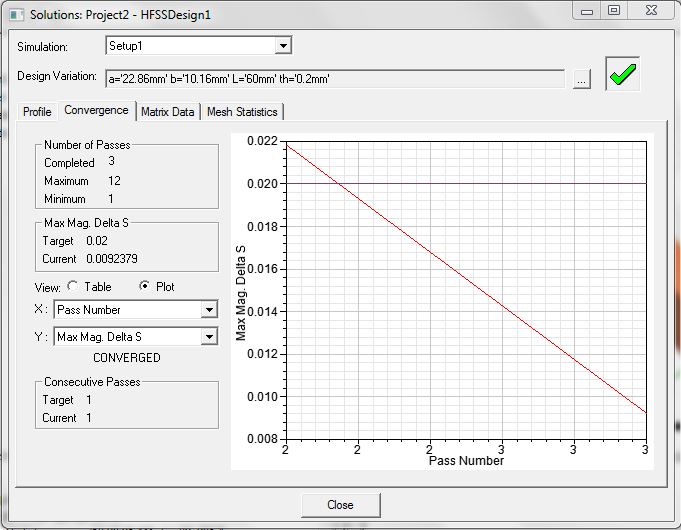 Solutions: Project2 - HFSSDesign1
Simulation: Setup1
Design Variation: a='22.86mm' b='10.16mm' L='60mm' th='0.2mm' ...
Profile Convergence Matrix Data Mesh Statistics
Number of Passes
Completed 3
Maximum 12
Minimum 1
Max Mag. Delta S
Target 0.02
Current 0.0092379
View: Table Plot
X : Pass Number
Y : Max Mag. Delta S
CONVERGED
Consecutive Passes
Target 1
Current 1
Max Mag. Delta S
0.022
0.020
0.018
0.016
0.014
0.012
0.010
0.008
2 2 2 3 3 3
Pass Number
Close